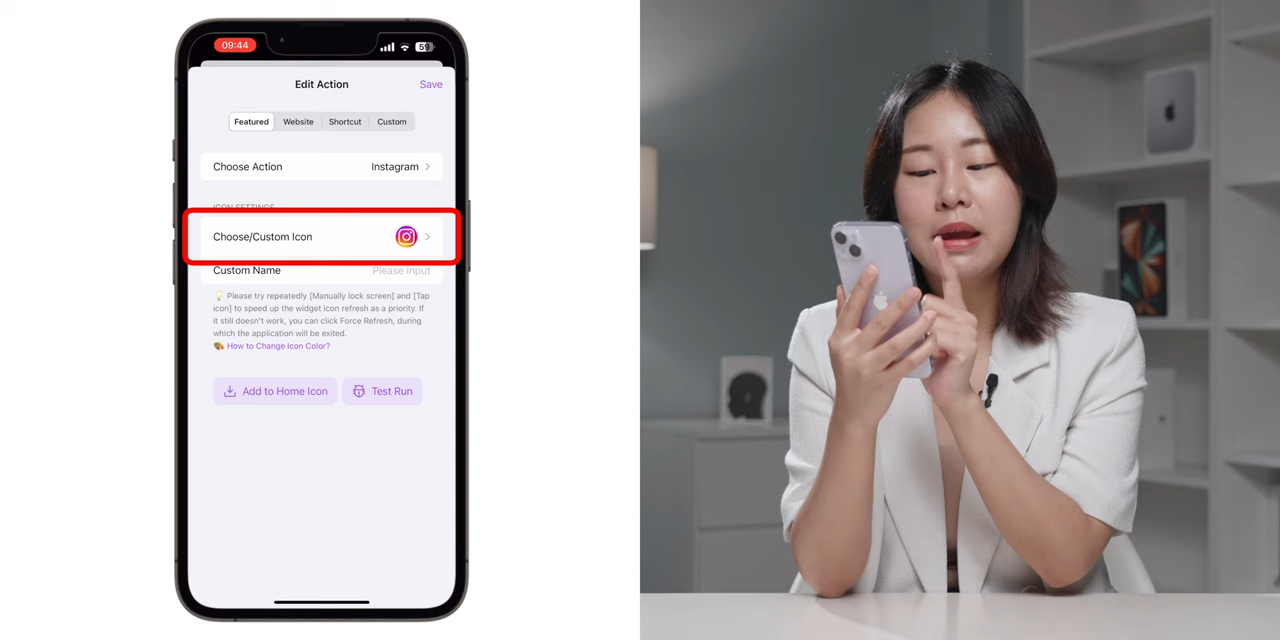 09:44
59
Edit Action
Save
Featured
Website
Shortcut
Custom
Choose Action
Instagram
ICON SETTINGS
Choose/Custom Icon
Custom Name
Please input
💡 Please try repeatedly [Manually lock screen] and [Tap
icon] to speed up the widget icon refresh as a priority. If
it still doesn't work, you can click Force Refresh, during
which the application will be exited.
How to Change Icon Color?
Add to Home Icon
Test Run